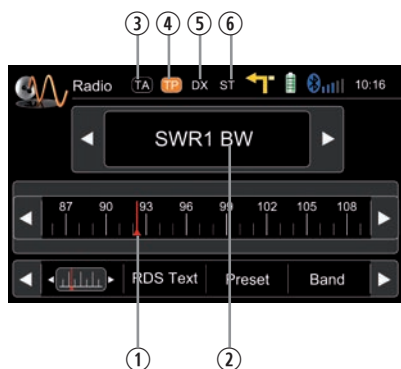 ③ ④ ⑤ ⑥
Radio TA TP DX ST 10:16
SWR1 BW
87 90 93 96 99 102 105 108
RDS Text Preset Band
① ②